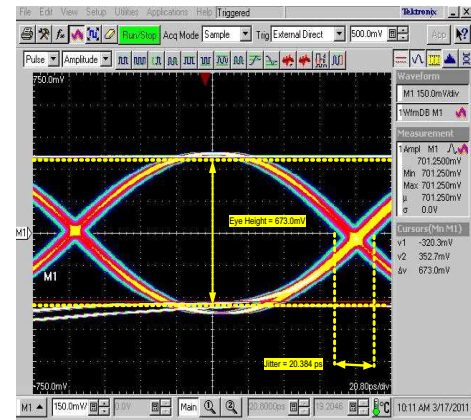 File Edit View Setup Utilities Applications Help Triggered
Tektronix
Run/Stop Acq Mode Sample Trig External Direct 500.0mV App
Pulse Amplitude
750.0mV
Waveform
M1 150.0mV/div
1 WfmDB M1
Measurement
1 Ampl M1
701.2500mV
Min 701.250mV
Max 701.250mV
µ 701.250mV
σ 0.0V
Eye Height = 673.0mV
M1
Cursors(Mn M1)
v1 -320.3mV
v2 352.7mV
Δv 673.0mV
M1
Jitter = 20.384 ps
-750.0mV
20.80ps/div
M1 150.0mV/ 0.0V Main 20.8000ps 19.2046 °C 10:11 AM 3/17/2011